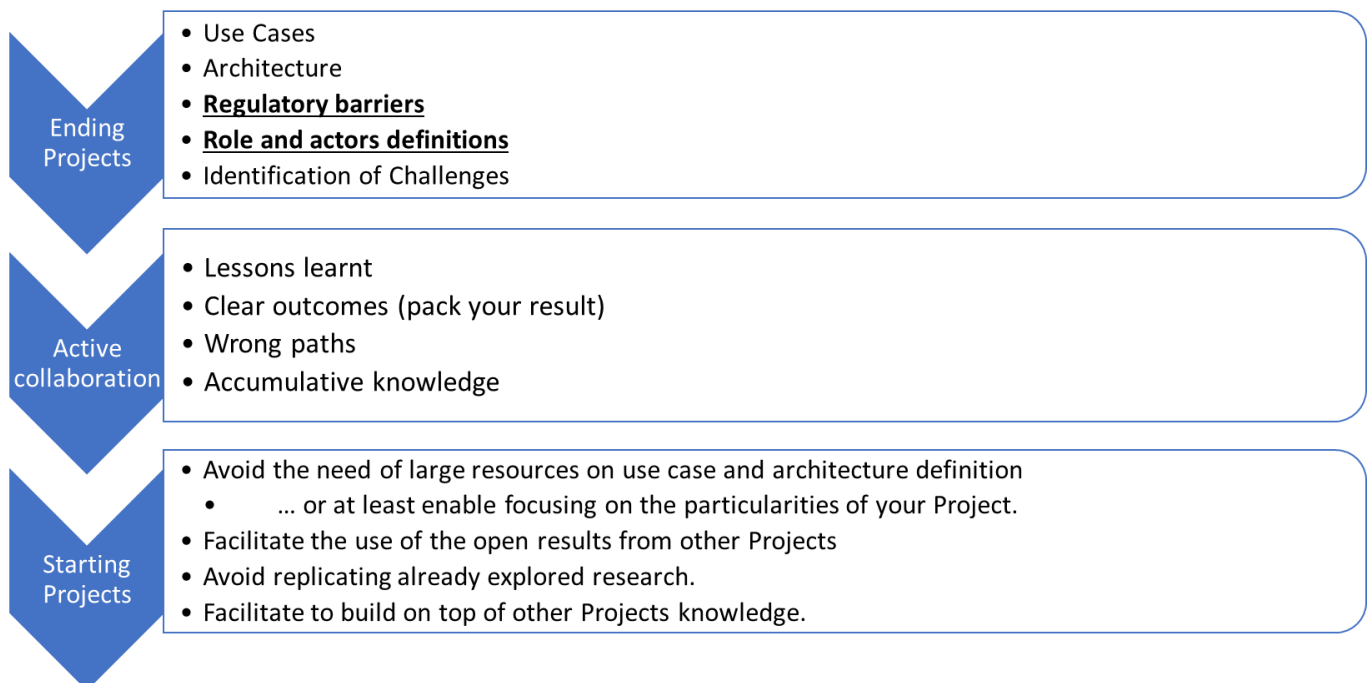 Ending
Projects
• Use Cases
• Architecture
• Regulatory barriers
• Role and actors definitions
• Identification of Challenges
Active
collaboration
• Lessons learnt
• Clear outcomes (pack your result)
• Wrong paths
• Accumulative knowledge
Starting
Projects
• Avoid the need of large resources on use case and architecture definition
• … or at least enable focusing on the particularities of your Project.
• Facilitate the use of the open results from other Projects
• Avoid replicating already explored research.
• Facilitate to build on top of other Projects knowledge.